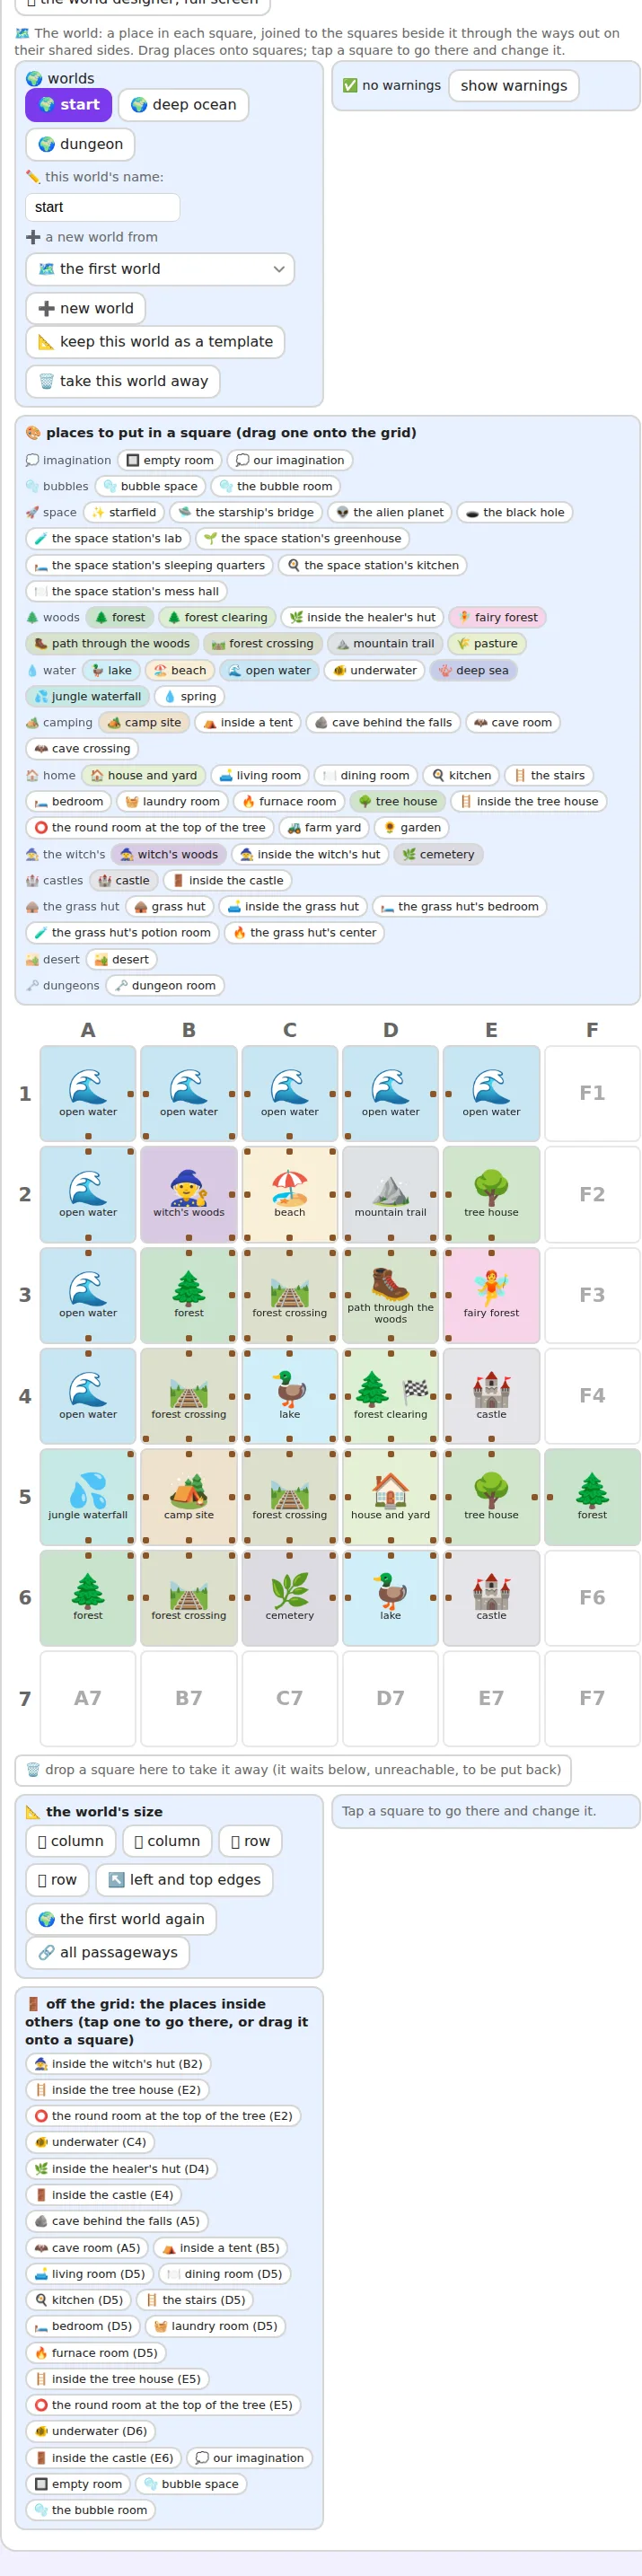 the world designer, full screen
🗺️ The world: a place in each square, joined to the squares beside it through the ways out on
their shared sides. Drag places onto squares; tap a square to go there and change it.
🌍 worlds
🌍 start 🌍 deep ocean
🌍 dungeon
✏️ this world's name:
start
➕ a new world from
🗺️ the first world
➕ new world
📐 keep this world as a template
🗑️ take this world away
✅ no warnings show warnings
🎨 places to put in a square (drag one onto the grid)
💭 imagination 🔲 empty room 💭 our imagination
🫧 bubbles 🫧 bubble space 🫧 the bubble room
🚀 space ✨ starfield 🛸 the starship's bridge 👽 the alien planet 🕳️ the black hole
🧪 the space station's lab 🌱 the space station's greenhouse
🛏️ the space station's sleeping quarters 🍳 the space station's kitchen
🍽️ the space station's mess hall
🌲 woods 🌲 forest 🌲 forest clearing 🌿 inside the healer's hut 🧚 fairy forest
🥾 path through the woods 🛤️ forest crossing ⛰️ mountain trail 🌾 pasture
💧 water 🦆 lake 🏖️ beach 🌊 open water 🐠 underwater 🪸 deep sea
💦 jungle waterfall 💧 spring
🏕️ camping 🏕️ camp site ⛺ inside a tent 🪨 cave behind the falls 🦇 cave room
🦇 cave crossing
🏠 home 🏠 house and yard 🛋️ living room 🍽️ dining room 🍳 kitchen 🪜 the stairs
🛏️ bedroom 🧺 laundry room 🔥 furnace room 🌳 tree house 🪜 inside the tree house
⭕ the round room at the top of the tree 🚜 farm yard 🌻 garden
🧙 the witch's 🧙 witch's woods 🧙 inside the witch's hut 🌿 cemetery
🏰 castles 🏰 castle 🚪 inside the castle
🛖 the grass hut 🛖 grass hut 🛋️ inside the grass hut 🛏️ the grass hut's bedroom
🧪 the grass hut's potion room 🔥 the grass hut's center
🏜️ desert 🏜️ desert
🗝️ dungeons 🗝️ dungeon room
A B C D E F
1 open water open water open water open water open water F1
2 open water witch's woods beach mountain trail tree house F2
3 open water forest forest crossing path through the woods fairy forest F3
4 open water forest crossing lake forest clearing castle F4
5 jungle waterfall camp site forest crossing house and yard tree house forest
6 forest forest crossing cemetery lake castle F6
7 A7 B7 C7 D7 E7 F7
🗑️ drop a square here to take it away (it waits below, unreachable, to be put back)
📐 the world's size
column column row
row ↖️ left and top edges
🌍 the first world again
🔗 all passageways
Tap a square to go there and change it.
🚪 off the grid: the places inside
others (tap one to go there, or drag it
onto a square)
🧙 inside the witch's hut (B2)
🪜 inside the tree house (E2)
⭕ the round room at the top of the tree (E2)
🐠 underwater (C4)
🌿 inside the healer's hut (D4)
🚪 inside the castle (E4)
🪨 cave behind the falls (A5)
🦇 cave room (A5) ⛺ inside a tent (B5)
🛋️ living room (D5) 🍽️ dining room (D5)
🍳 kitchen (D5) 🪜 the stairs (D5)
🛏️ bedroom (D5) 🧺 laundry room (D5)
🔥 furnace room (D5)
🪜 inside the tree house (E5)
⭕ the round room at the top of the tree (E5)
🐠 underwater (D6)
🚪 inside the castle (E6) 💭 our imagination
🔲 empty room 🫧 bubble space
🫧 the bubble room